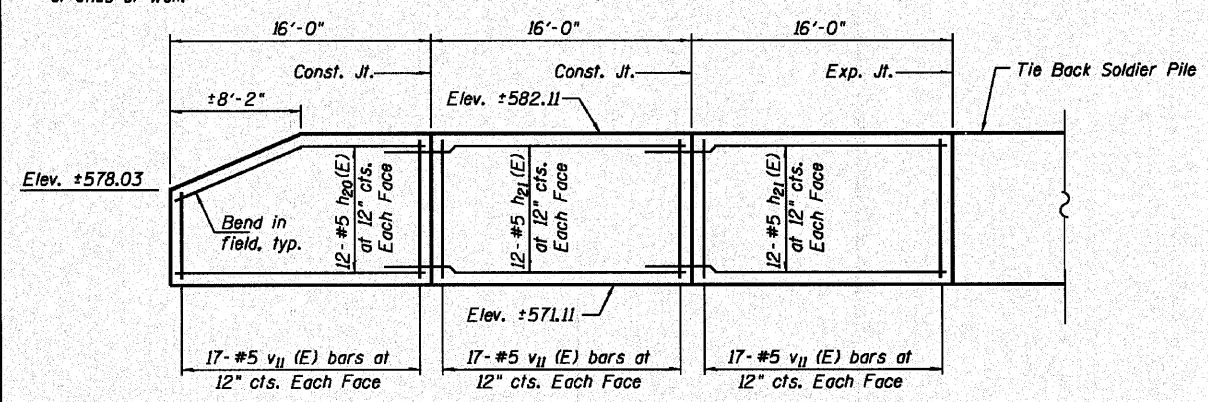 16'-0" 16'-0" 16'-0"
Const. Jt. Const. Jt. Exp. Jt. Tie Back Soldier Pile
±8'-2" Elev. ±582.11
Elev. ±578.03
Bend in
field, typ.
12- #5 h20 (E)
at 12" cts.
Each Face
12- #5 h21 (E)
at 12" cts.
Each Face
12- #5 h21 (E)
at 12" cts.
Each Face
Elev. ±571.11
17- #5 v11 (E) bars at
12" cts. Each Face
17- #5 v11 (E) bars at
12" cts. Each Face
17- #5 v11 (E) bars at
12" cts. Each Face